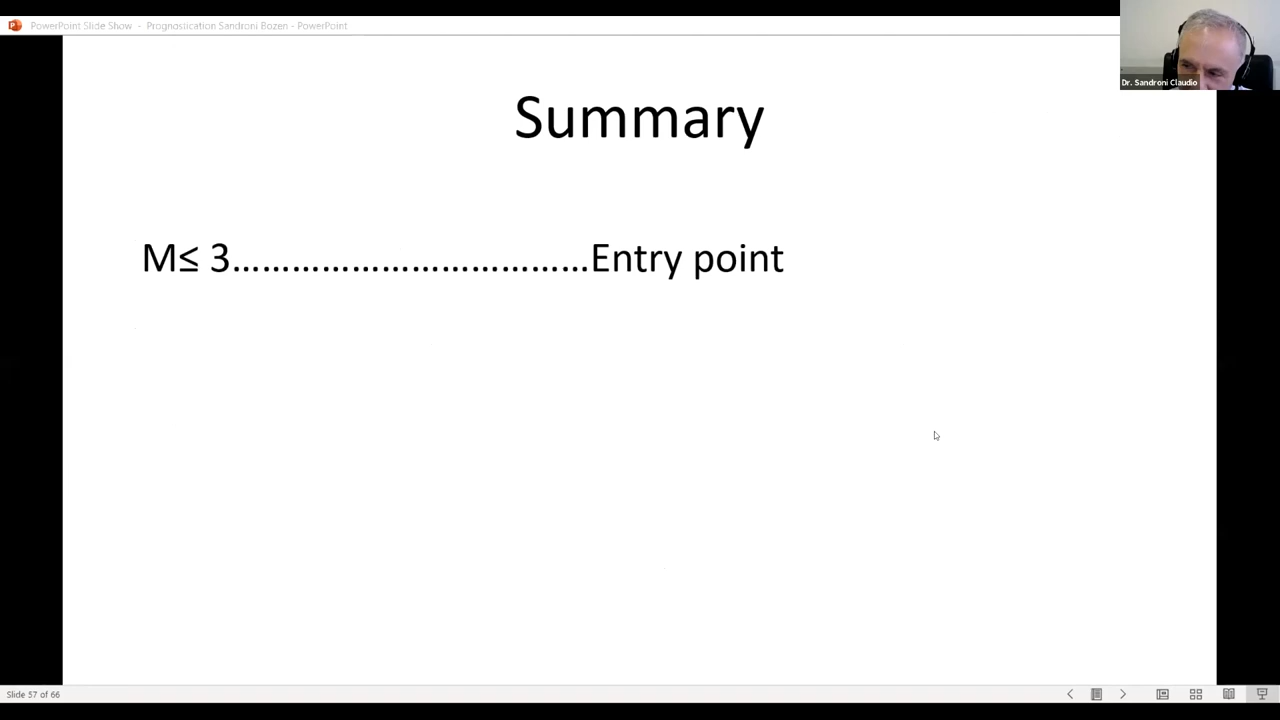 PowerPoint Slide Show - Prognostication Sandroni Bozen - PowerPoint
Dr. Sandroni Claudio
Summary
M≤ 3....................................Entry point
Slide 57 of 66